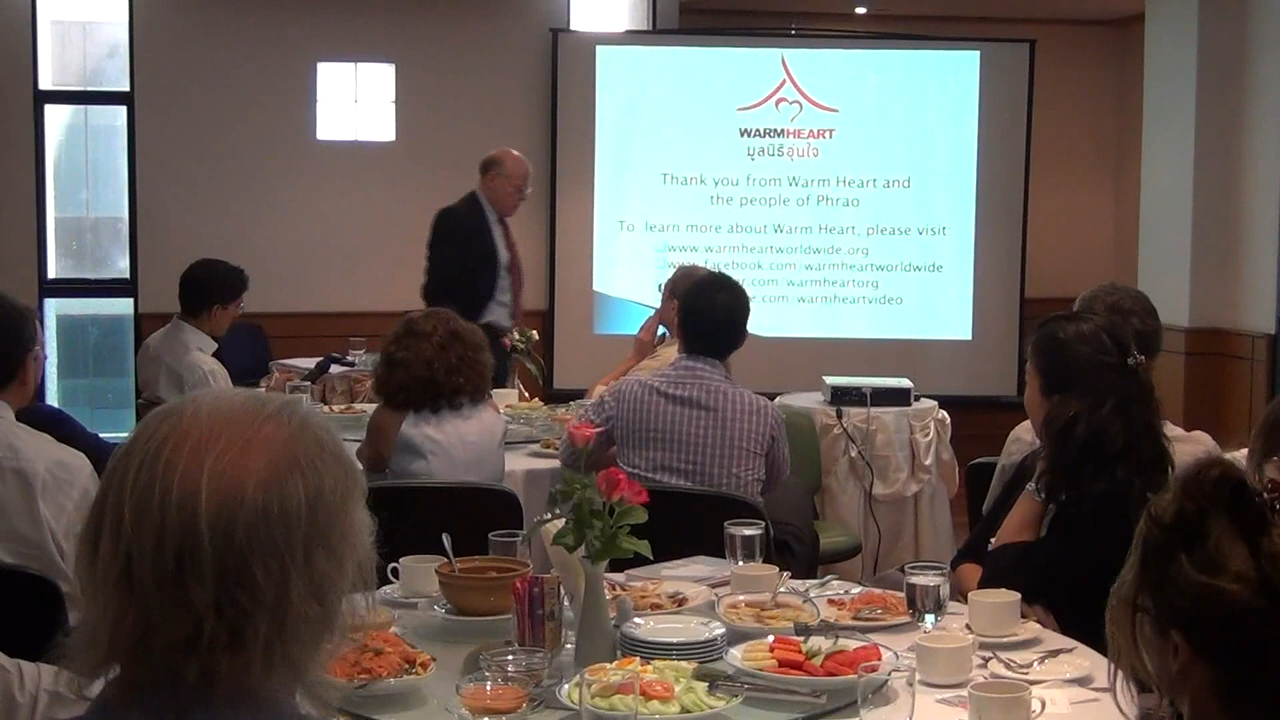 WARMHEART
มูลนิธิอุ่นใจ
Thank you from Warm Heart and
the people of Phrao
To learn more about Warm Heart, please visit
www.warmheartworldwide.org
www.facebook.com/warmheartworldwide
.com/warmheartorg
.com/warmheartvideo